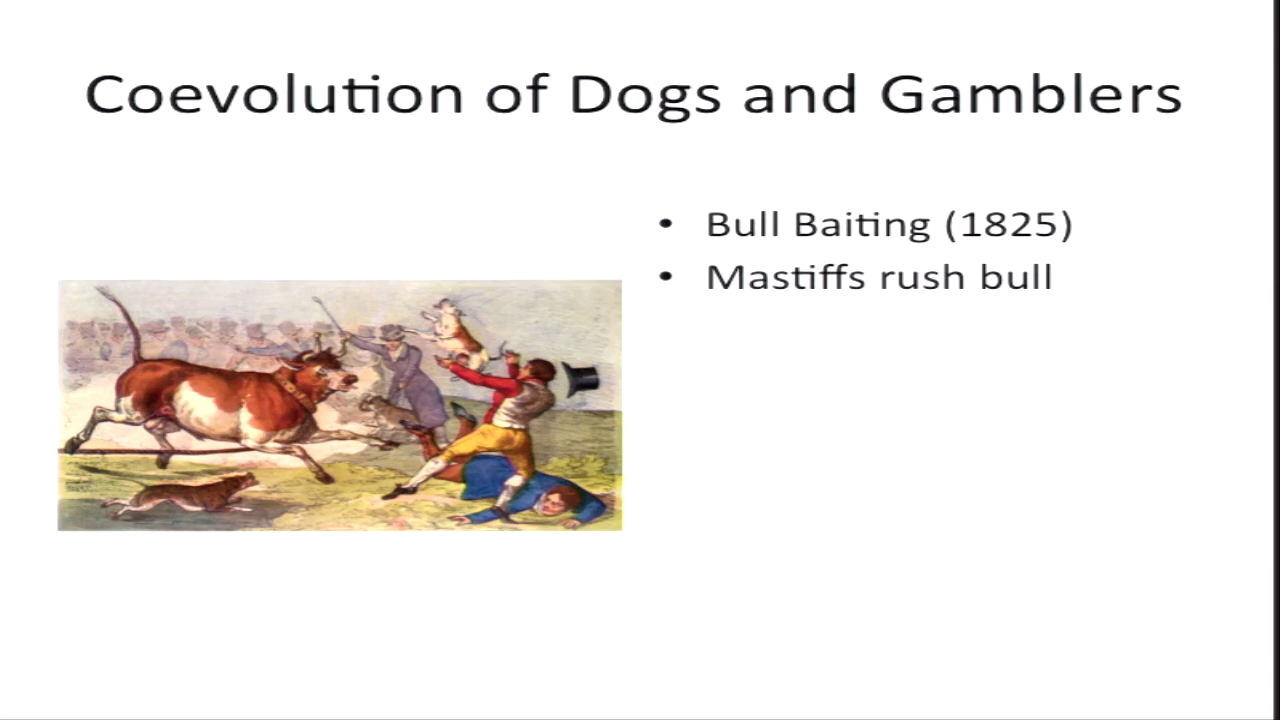 Coevolution of Dogs and Gamblers
• Bull Baiting (1825)
• Mastiffs rush bull